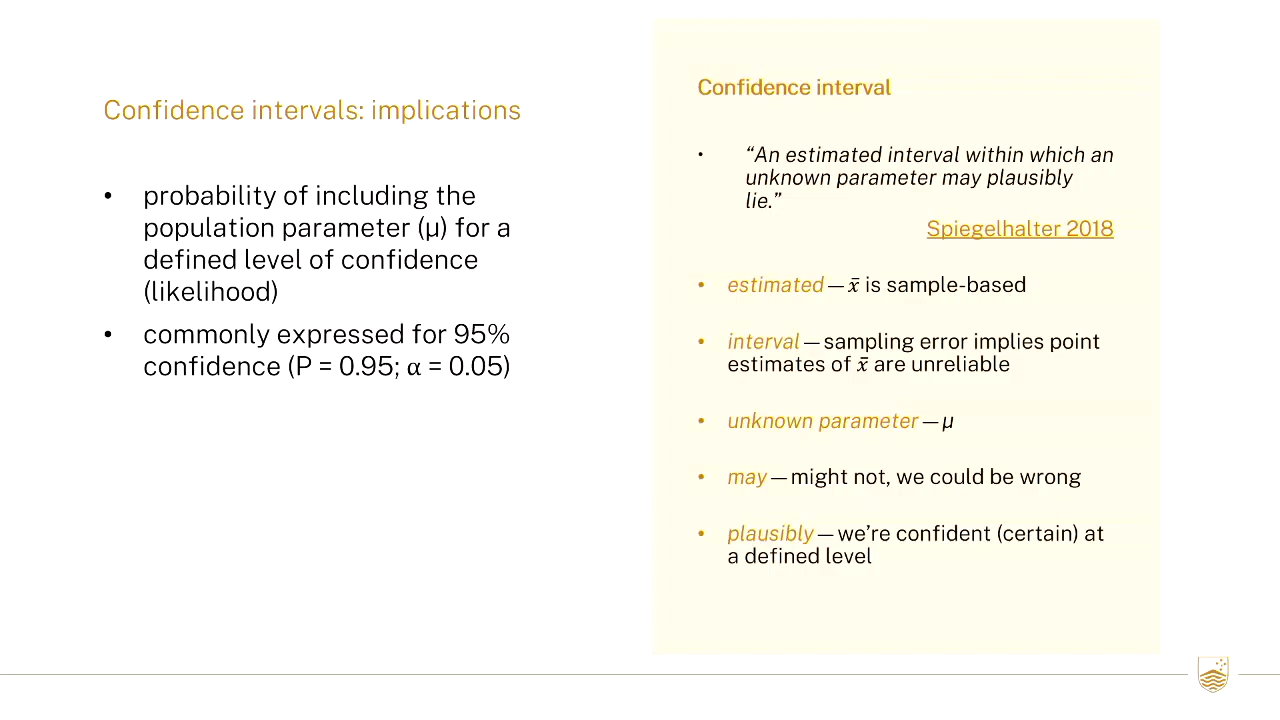 Confidence intervals: implications
• probability of including the
population parameter (µ) for a
defined level of confidence
(likelihood)
• commonly expressed for 95%
confidence (P = 0.95; α = 0.05)
Confidence interval
• “An estimated interval within which an
unknown parameter may plausibly
lie.”
Spiegelhalter 2018
• estimated — x̄ is sample-based
• interval — sampling error implies point
estimates of x̄ are unreliable
• unknown parameter — µ
• may — might not, we could be wrong
• plausibly — we’re confident (certain) at
a defined level